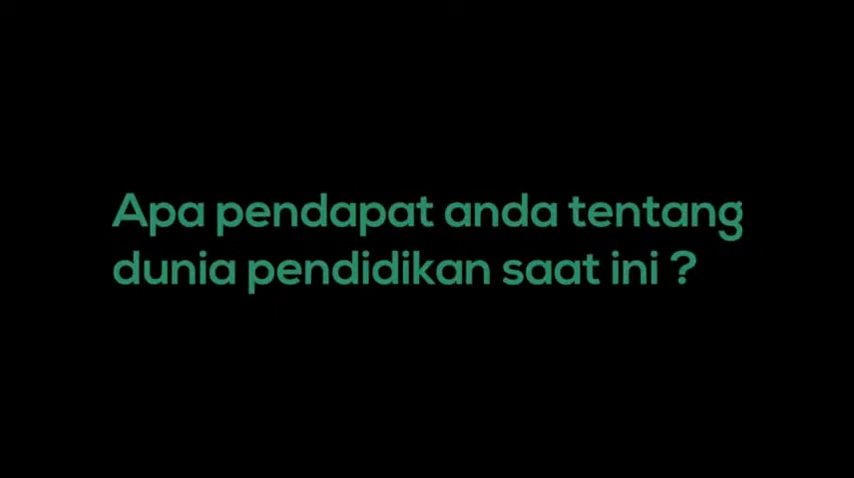 Apa pendapat anda tentang
dunia pendidikan saat ini ?